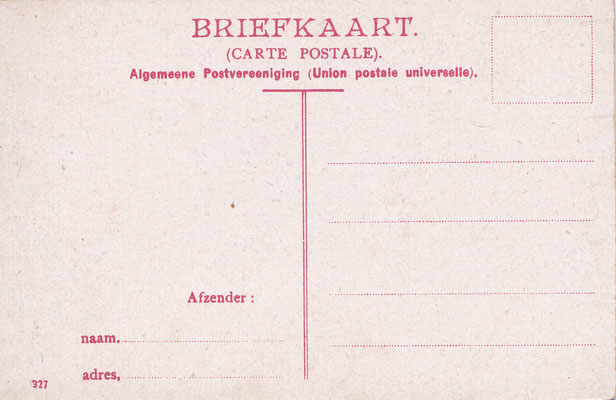 BRIEFKAART.
(CARTE POSTALE).
Algemeene Postvereeniging (Union postale universelle).
Afzender :
naam,
adres,
327